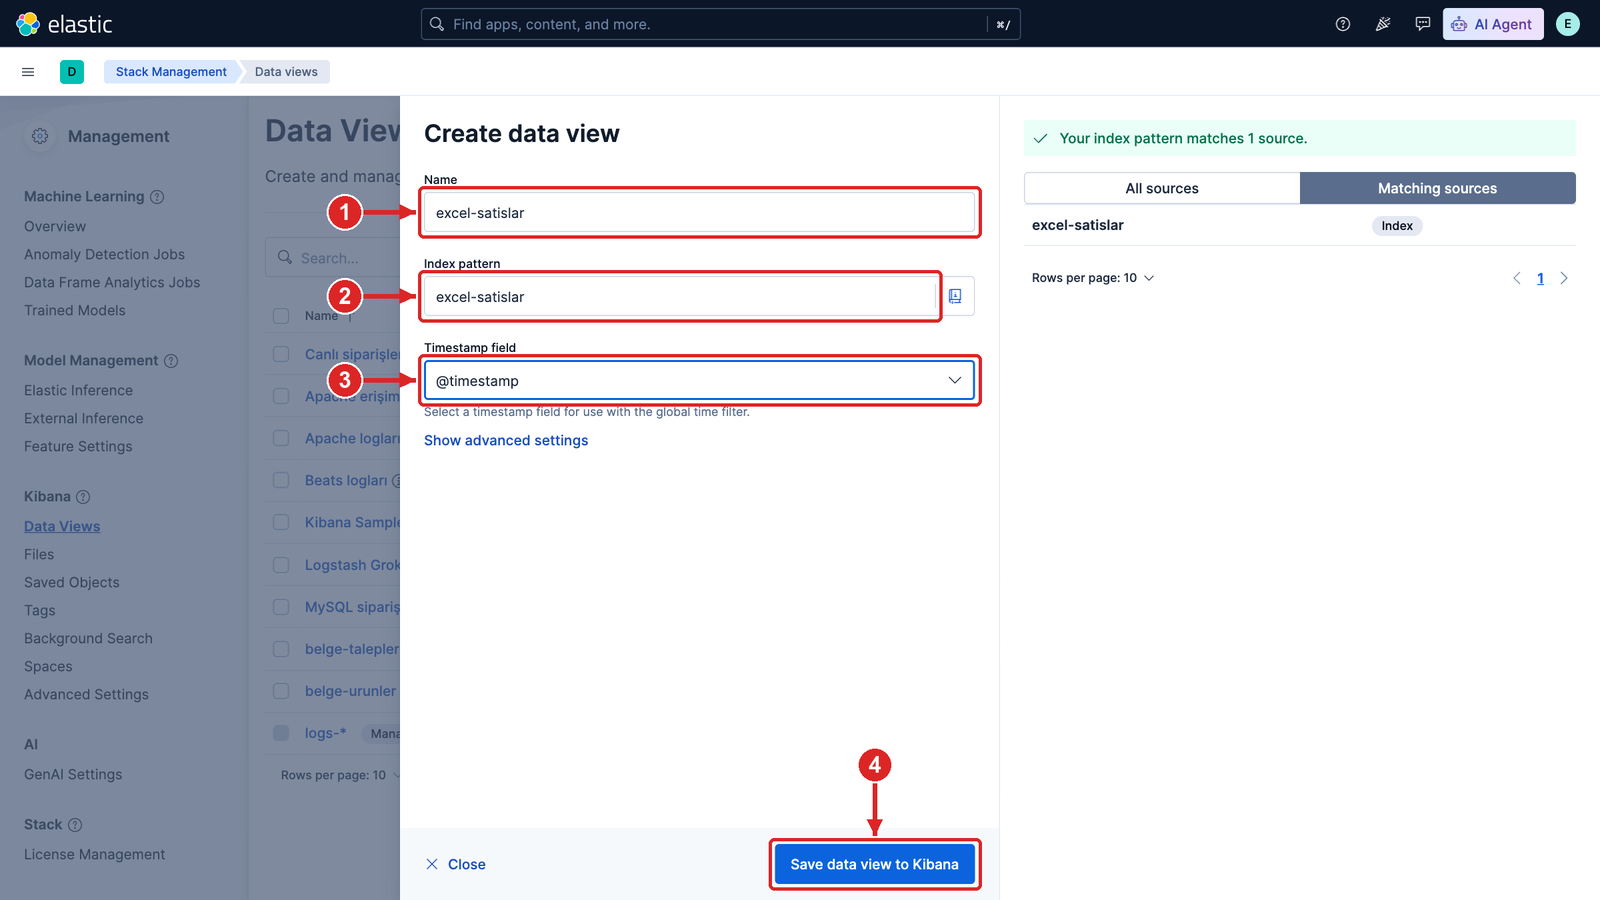 elastic
Find apps, content, and more.
⌘/
AI Agent
E
D
Stack Management
Data views
Management
Machine Learning
Overview
Anomaly Detection Jobs
Data Frame Analytics Jobs
Trained Models
Model Management
Elastic Inference
External Inference
Feature Settings
Kibana
Data Views
Files
Saved Objects
Tags
Background Search
Spaces
Advanced Settings
AI
GenAI Settings
Stack
License Management
Data View
Create and manag
Search...
Name ↑
Canlı siparişler
Apache erişim
Apache logları
Beats logları
Kibana Sample
Logstash Grok
MySQL sipariş
belge-talepler
belge-urunler
logs-* Mana
Rows per page: 10
Create data view
Name
1
excel-satislar
Index pattern
2
excel-satislar
Timestamp field
3
@timestamp
Select a timestamp field for use with the global time filter.
Show advanced settings
4
Close
Save data view to Kibana
Your index pattern matches 1 source.
All sources
Matching sources
excel-satislar
Index
Rows per page: 10
1